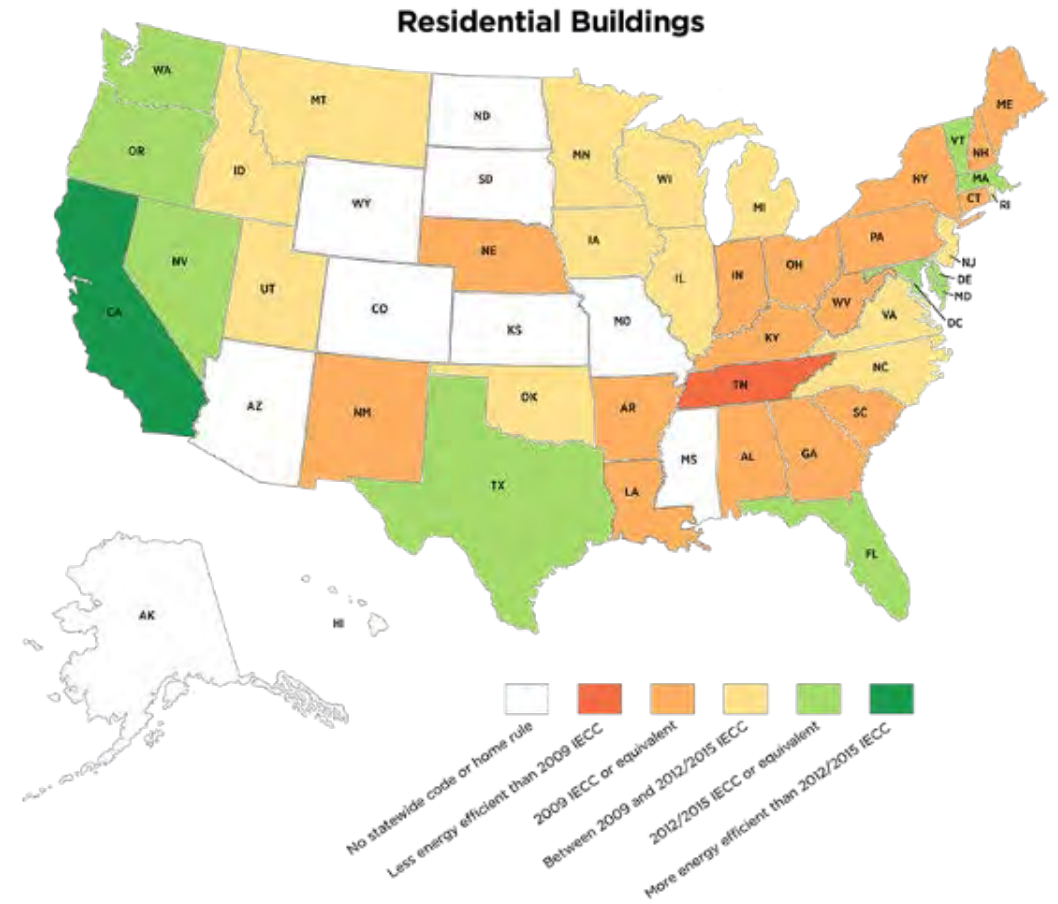 Residential Buildings
WA
MT
ND
MN
ME
OR
ID
SD
WI
VT
NH
NY
MA
CT
RI
WY
MI
NE
IA
PA
NV
UT
IL
IN
OH
NJ
DE
MD
DC
CO
KS
MO
WV
VA
KY
CA
NC
TN
AZ
NM
OK
AR
SC
MS
AL
GA
TX
LA
FL
AK
HI
No statewide code or home rule
Less energy efficient than 2009 IECC
2009 IECC or equivalent
Between 2009 and 2012/2015 IECC
2012/2015 IECC or equivalent
More energy efficient than 2012/2015 IECC